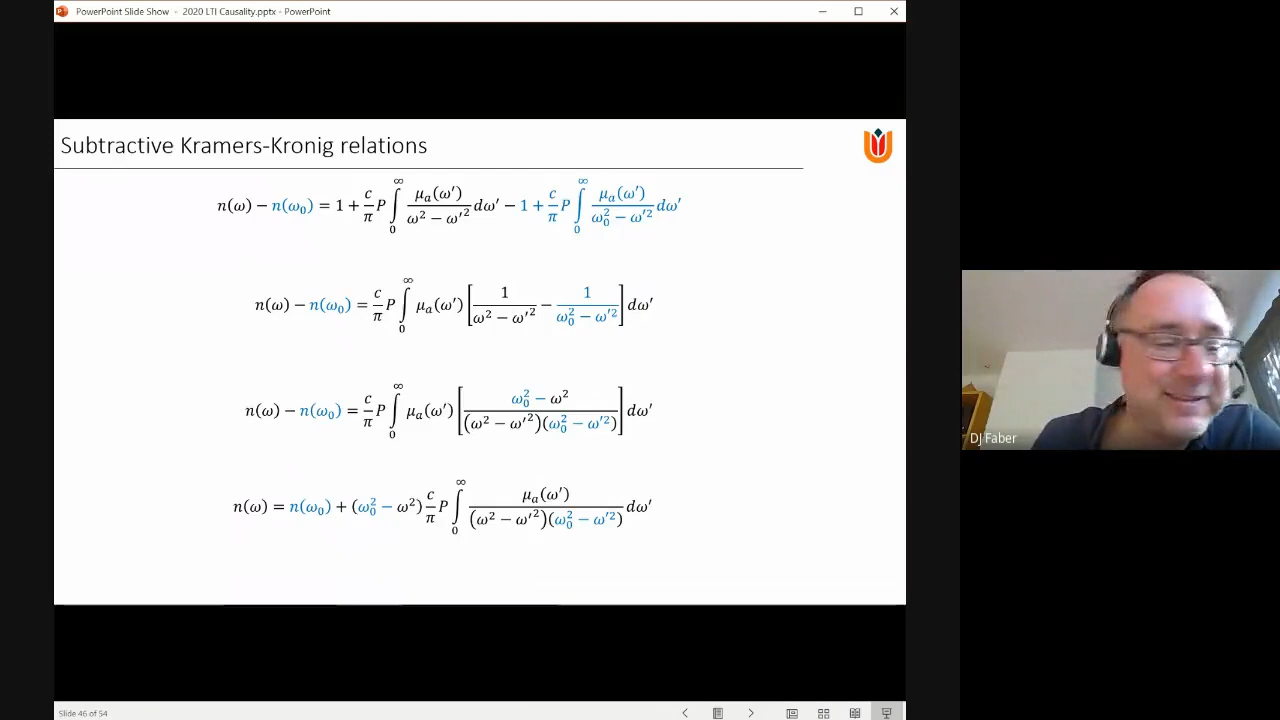 PowerPoint Slide Show - 2020 LTI Causality.pptx - PowerPoint
Subtractive Kramers-Kronig relations
n(ω) − n(ω₀) = 1 + c/π P ∫₀^∞ μₐ(ω′)/(ω² − ω′²) dω′ − 1 + c/π P ∫₀^∞ μₐ(ω′)/(ω₀² − ω′²) dω′
n(ω) − n(ω₀) = c/π P ∫₀^∞ μₐ(ω′) [1/(ω² − ω′²) − 1/(ω₀² − ω′²)] dω′
n(ω) − n(ω₀) = c/π P ∫₀^∞ μₐ(ω′) [(ω₀² − ω²)/((ω² − ω′²)(ω₀² − ω′²))] dω′
n(ω) = n(ω₀) + (ω₀² − ω²) c/π P ∫₀^∞ μₐ(ω′)/((ω² − ω′²)(ω₀² − ω′²)) dω′
DJ Faber
Slide 46 of 54